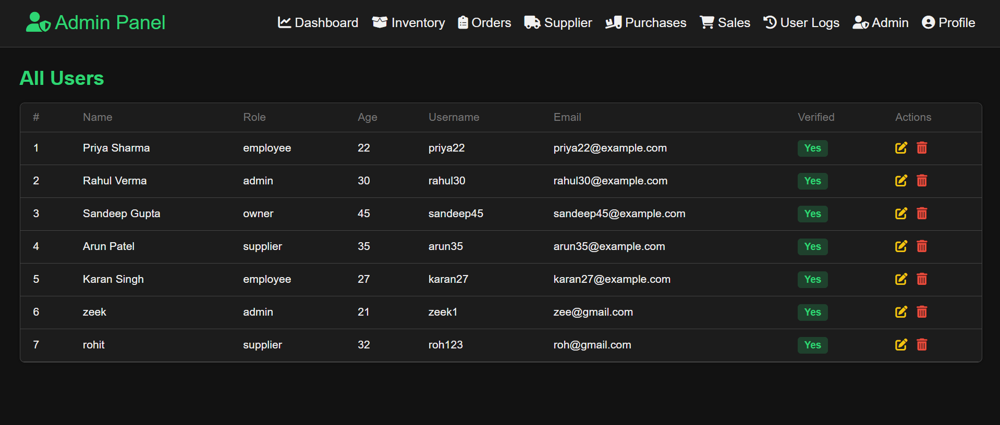 Admin Panel Dashboard Inventory Orders Supplier Purchases Sales User Logs Admin Profile
All Users
# Name Role Age Username Email Verified Actions
1 Priya Sharma employee 22 priya22 priya22@example.com Yes
2 Rahul Verma admin 30 rahul30 rahul30@example.com Yes
3 Sandeep Gupta owner 45 sandeep45 sandeep45@example.com Yes
4 Arun Patel supplier 35 arun35 arun35@example.com Yes
5 Karan Singh employee 27 karan27 karan27@example.com Yes
6 zeek admin 21 zeek1 zee@gmail.com Yes
7 rohit supplier 32 roh123 roh@gmail.com Yes